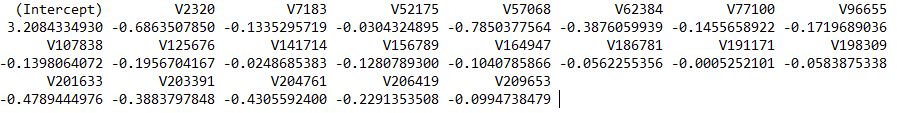 (Intercept) V2320 V7183 V52175 V57068 V62384 V77100 V96655
3.2084334930 -0.6863507850 -0.1335295719 -0.0304324895 -0.7850377564 -0.3876059939 -0.1455658922 -0.1719689036
V107838 V125676 V141714 V156789 V164947 V186781 V191171 V198309
-0.1398064072 -0.1956704167 -0.0248685383 -0.1280789300 -0.1040785866 -0.0562255356 -0.0005252101 -0.0583875338
V201633 V203391 V204761 V206419 V209653
-0.4789444976 -0.3883797848 -0.4305592400 -0.2291353508 -0.0994738479